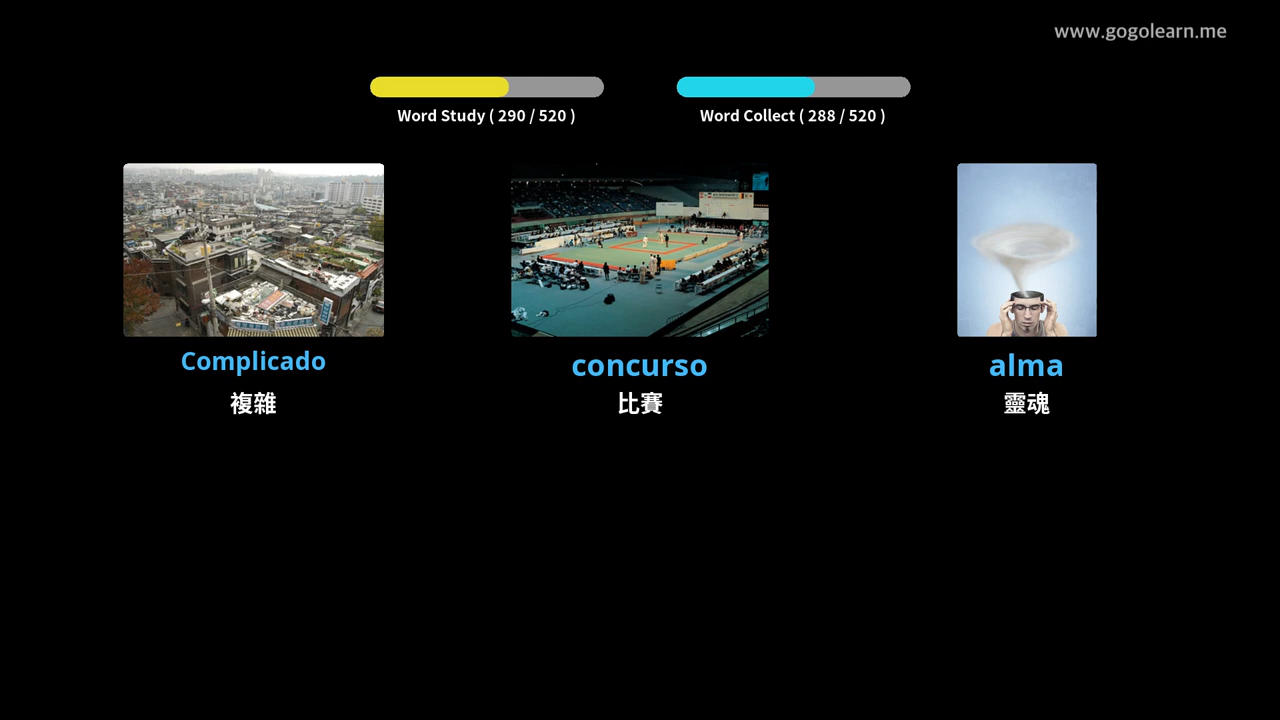 www.gogolearn.me
Word Study ( 290 / 520 )
Word Collect ( 288 / 520 )
Complicado
複雜
concurso
比賽
alma
靈魂